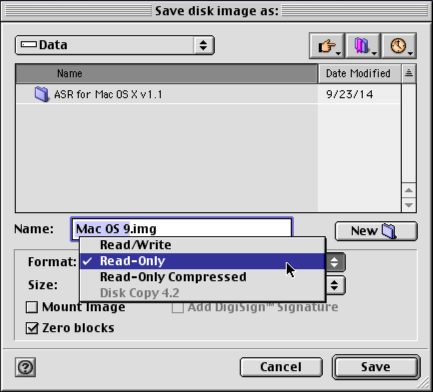 Save disk image as:
Data
Name Date Modified
ASR for Mac OS X v1.1 9/23/14
Name: Mac OS 9.img New
Read/Write
Format: ✓ Read-Only
Read-Only Compressed
Size: Disk Copy 4.2
Mount Image Add DigiSign™ Signature
Zero blocks
? Cancel Save